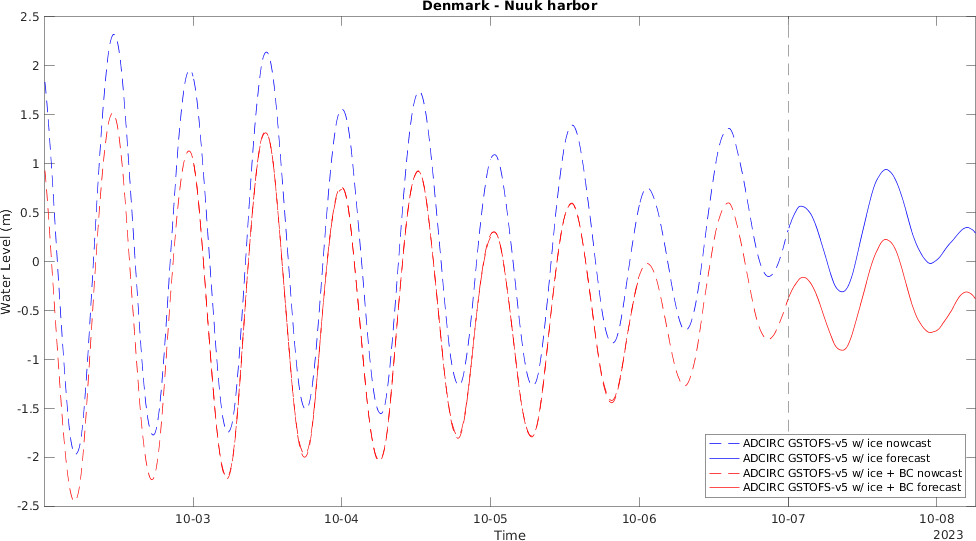 Denmark - Nuuk harbor
2.5
2
1.5
1
0.5
0
-0.5
-1
-1.5
-2
-2.5
Water Level (m)
ADCIRC GSTOFS-v5 w/ ice nowcast
ADCIRC GSTOFS-v5 w/ ice forecast
ADCIRC GSTOFS-v5 w/ ice + BC nowcast
ADCIRC GSTOFS-v5 w/ ice + BC forecast
10-03 10-04 10-05 10-06 10-07 10-08
Time
2023